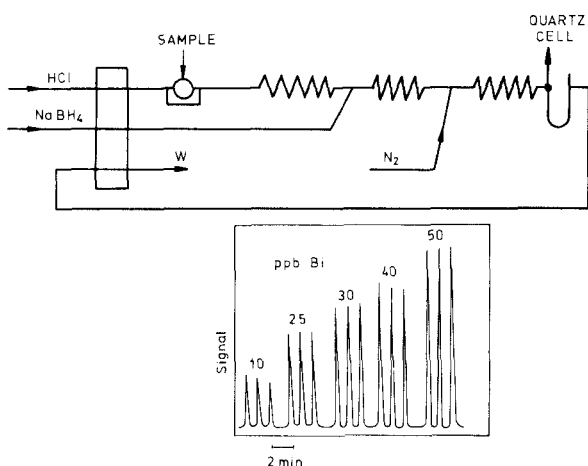 QUARTZ
CELL
SAMPLE
HCl
NaBH₄
W
N₂
ppb Bi
50
40
30
25
10
Signal
2 min